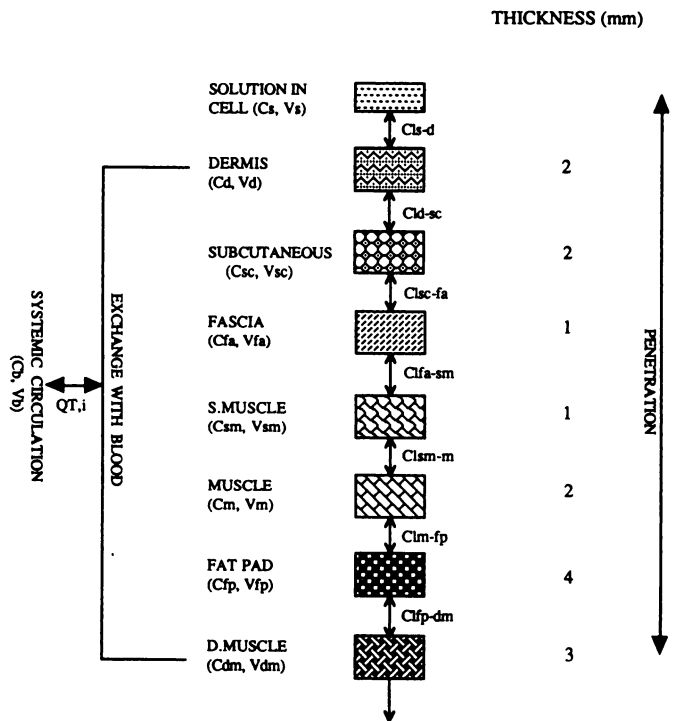 THICKNESS (mm)
SOLUTION IN
CELL (Cs, Vs)
Cls-d
DERMIS
(Cd, Vd)
2
Cld-sc
SUBCUTANEOUS
(Csc, Vsc)
2
Clsc-fa
FASCIA
(Cfa, Vfa)
1
Clfa-sm
S.MUSCLE
(Csm, Vsm)
1
Clsm-m
MUSCLE
(Cm, Vm)
2
Clm-fp
FAT PAD
(Cfp, Vfp)
4
Clfp-dm
D.MUSCLE
(Cdm, Vdm)
3
SYSTEMIC CIRCULATION
(Cb, Vb)
QT,i
EXCHANGE WITH BLOOD
PENETRATION